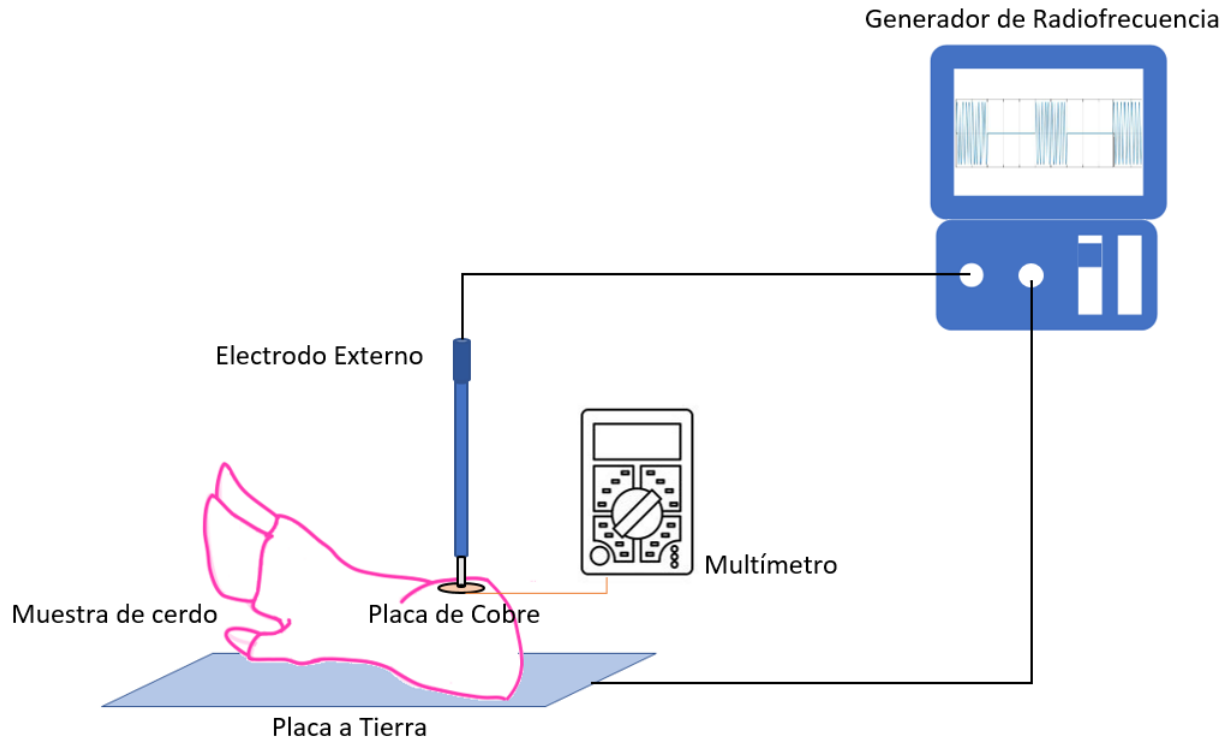 Generador de Radiofrecuencia
Electrodo Externo
Multímetro
Muestra de cerdo
Placa de Cobre
Placa a Tierra